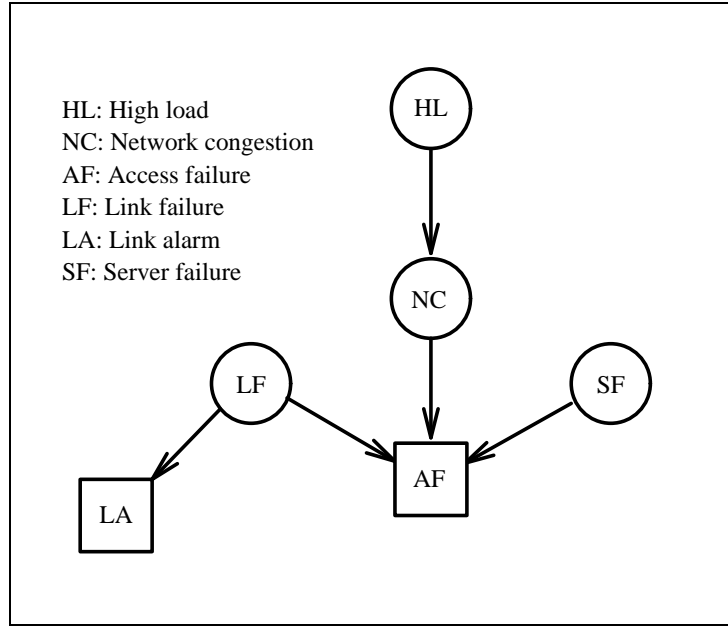 HL: High load
NC: Network congestion
AF: Access failure
LF: Link failure
LA: Link alarm
SF: Server failure
HL
NC
LF
SF
AF
LA